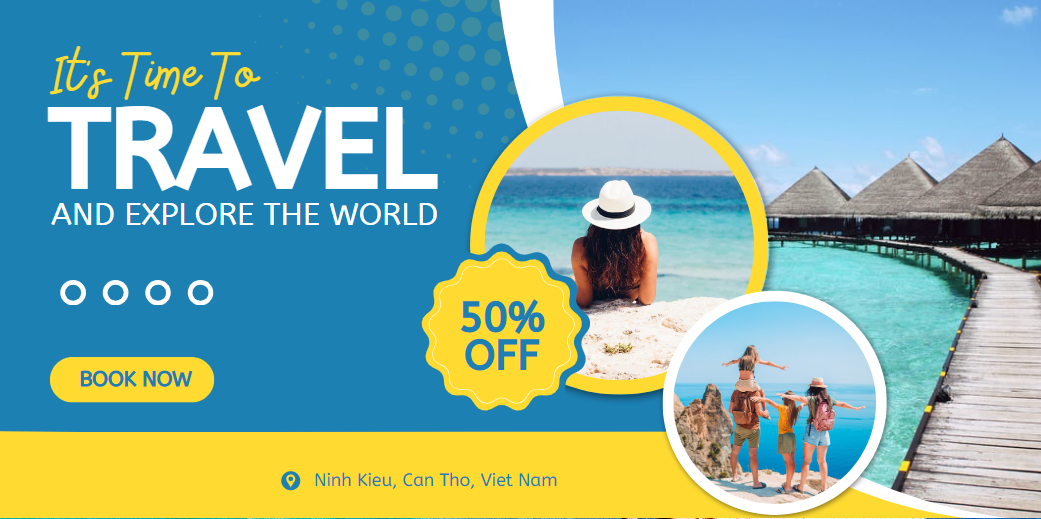 It's Time To
TRAVEL
AND EXPLORE THE WORLD
BOOK NOW
50%
OFF
Ninh Kieu, Can Tho, Viet Nam